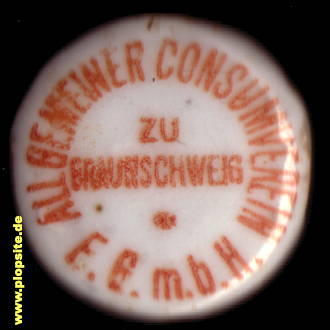 ALLGEMEINER CONSUMVEREIN
ZU
BRAUNSCHWEIG
E.G.m.b.H.
www.plopsite.de